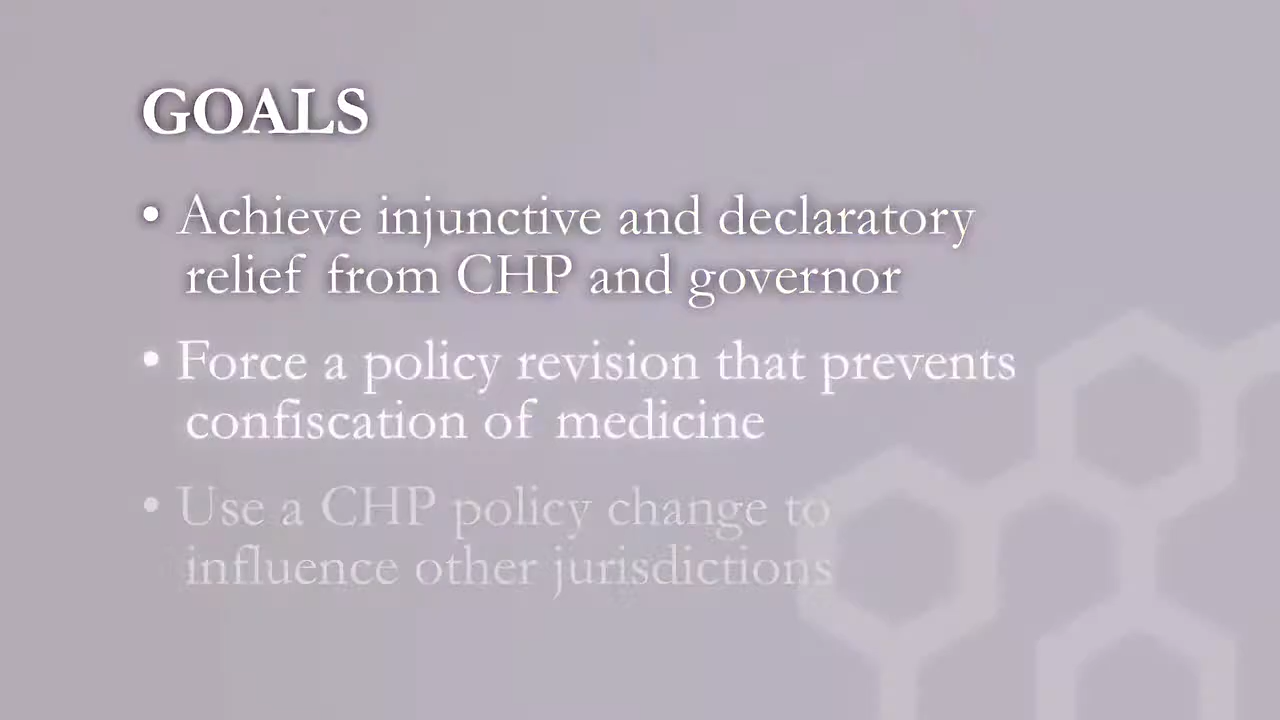 GOALS
• Achieve injunctive and declaratory
relief from CHP and governor
• Force a policy revision that prevents
confiscation of medicine
• Use a CHP policy change to
influence other jurisdictions